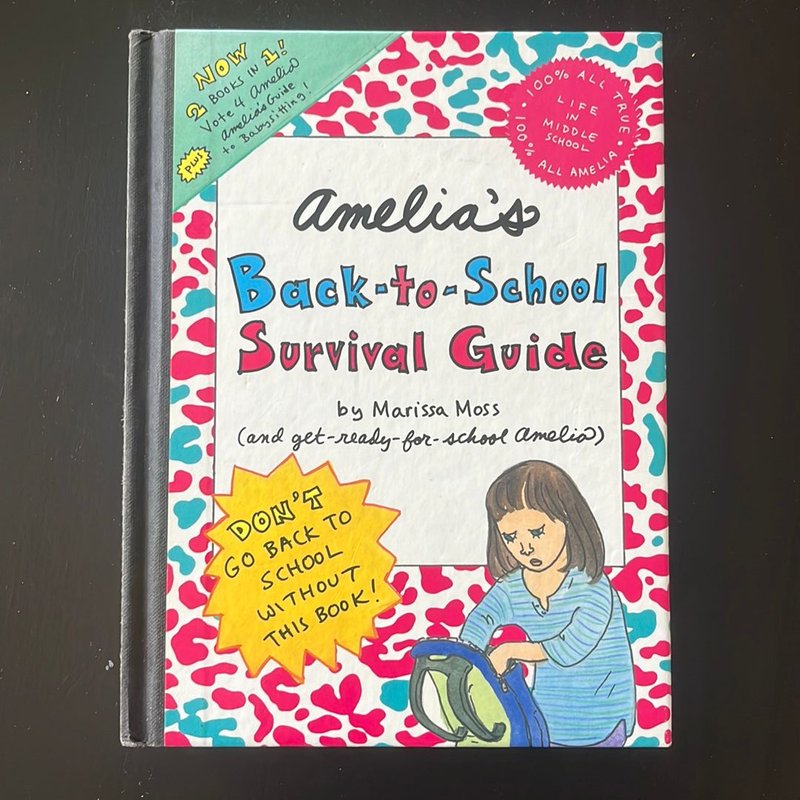 NOW
2 BOOKS IN 1!
Vote 4 Amelia
PLUS
Amelia's Guide
to Babysitting!
100% ALL TRUE • 100% ALL AMELIA •
LIFE
IN
MIDDLE
SCHOOL
Amelia's
Back-to-School
Survival Guide
by Marissa Moss
(and get-ready-for-school Amelia)
DON'T
GO BACK TO
SCHOOL
WITHOUT
THIS BOOK!